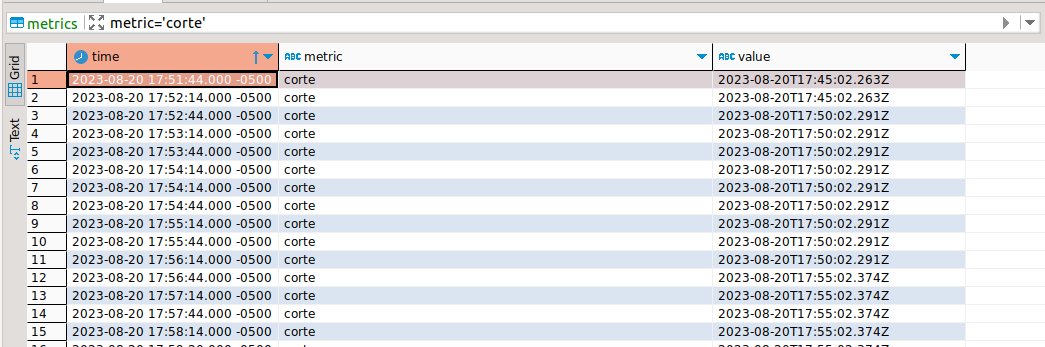 metrics metric='corte'
Grid
Text
time metric value
1 2023-08-20 17:51:44.000 -0500 corte 2023-08-20T17:45:02.263Z
2 2023-08-20 17:52:14.000 -0500 corte 2023-08-20T17:45:02.263Z
3 2023-08-20 17:52:44.000 -0500 corte 2023-08-20T17:50:02.291Z
4 2023-08-20 17:53:14.000 -0500 corte 2023-08-20T17:50:02.291Z
5 2023-08-20 17:53:44.000 -0500 corte 2023-08-20T17:50:02.291Z
6 2023-08-20 17:54:14.000 -0500 corte 2023-08-20T17:50:02.291Z
7 2023-08-20 17:54:14.000 -0500 corte 2023-08-20T17:50:02.291Z
8 2023-08-20 17:54:44.000 -0500 corte 2023-08-20T17:50:02.291Z
9 2023-08-20 17:55:14.000 -0500 corte 2023-08-20T17:50:02.291Z
10 2023-08-20 17:55:44.000 -0500 corte 2023-08-20T17:50:02.291Z
11 2023-08-20 17:56:14.000 -0500 corte 2023-08-20T17:50:02.291Z
12 2023-08-20 17:56:44.000 -0500 corte 2023-08-20T17:55:02.374Z
13 2023-08-20 17:57:14.000 -0500 corte 2023-08-20T17:55:02.374Z
14 2023-08-20 17:57:44.000 -0500 corte 2023-08-20T17:55:02.374Z
15 2023-08-20 17:58:14.000 -0500 corte 2023-08-20T17:55:02.374Z